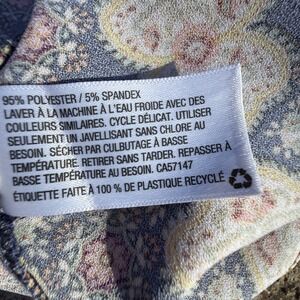 95% POLYESTER / 5% SPANDEX
LAVER À LA MACHINE À L'EAU FROIDE AVEC DES
COULEURS SIMILAIRES. CYCLE DÉLICAT. UTILISER
SEULEMENT UN JAVELLISANT SANS CHLORE AU
BESOIN. SÉCHER PAR CULBUTAGE À BASSE
TEMPÉRATURE. RETIRER SANS TARDER. REPASSER À
BASSE TEMPÉRATURE AU BESOIN. CA57147
ÉTIQUETTE FAITE À 100 % DE PLASTIQUE RECYCLÉ